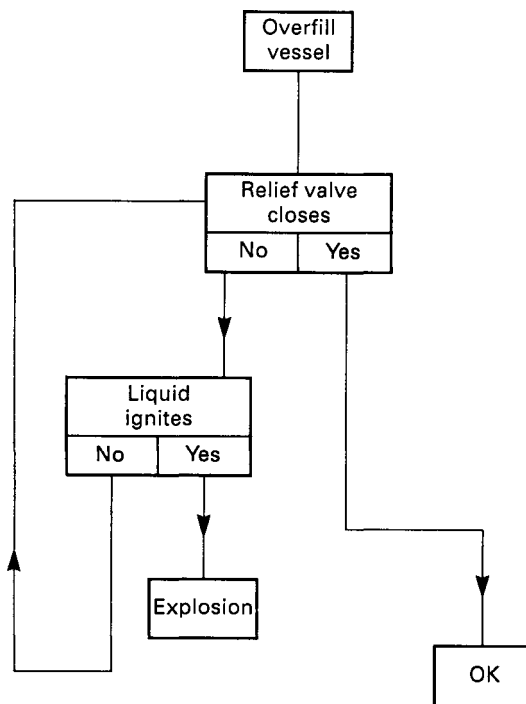 Overfill
vessel
Relief valve
closes
No
Yes
Liquid
ignites
No
Yes
Explosion
OK